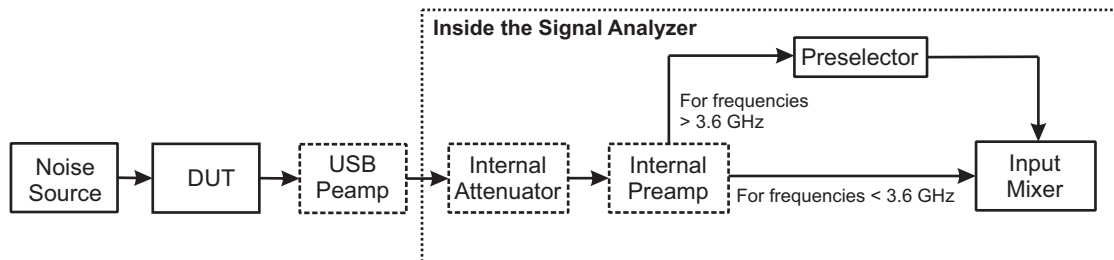 Inside the Signal Analyzer
Preselector
For frequencies
> 3.6 GHz
Noise
Source
DUT
USB
Peamp
Internal
Attenuator
Internal
Preamp
For frequencies < 3.6 GHz
Input
Mixer